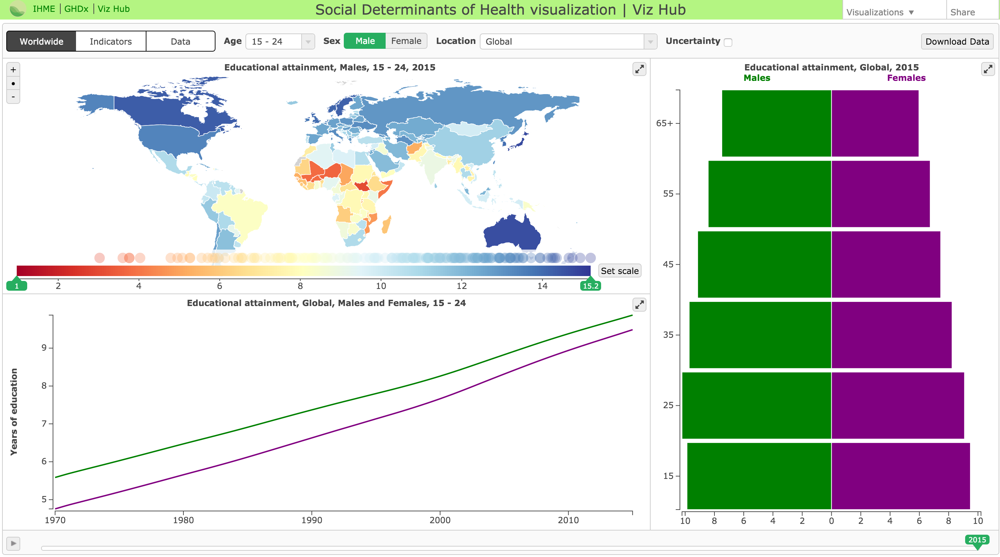 IHME | GHDx | Viz Hub
Social Determinants of Health visualization | Viz Hub
Visualizations ▼
Share
Worldwide
Indicators
Data
Age
15 - 24
Sex
Male
Female
Location
Global
Uncertainty
Download Data
+
•
-
Educational attainment, Males, 15 - 24, 2015
Set scale
1
2
4
6
8
10
12
14
15.2
Educational attainment, Global, Males and Females, 15 - 24
Years of education
9
8
7
6
5
1970
1980
1990
2000
2010
Educational attainment, Global, 2015
Males
Females
65+
55
45
35
25
15
10
8
6
4
2
0
2
4
6
8
10
2015